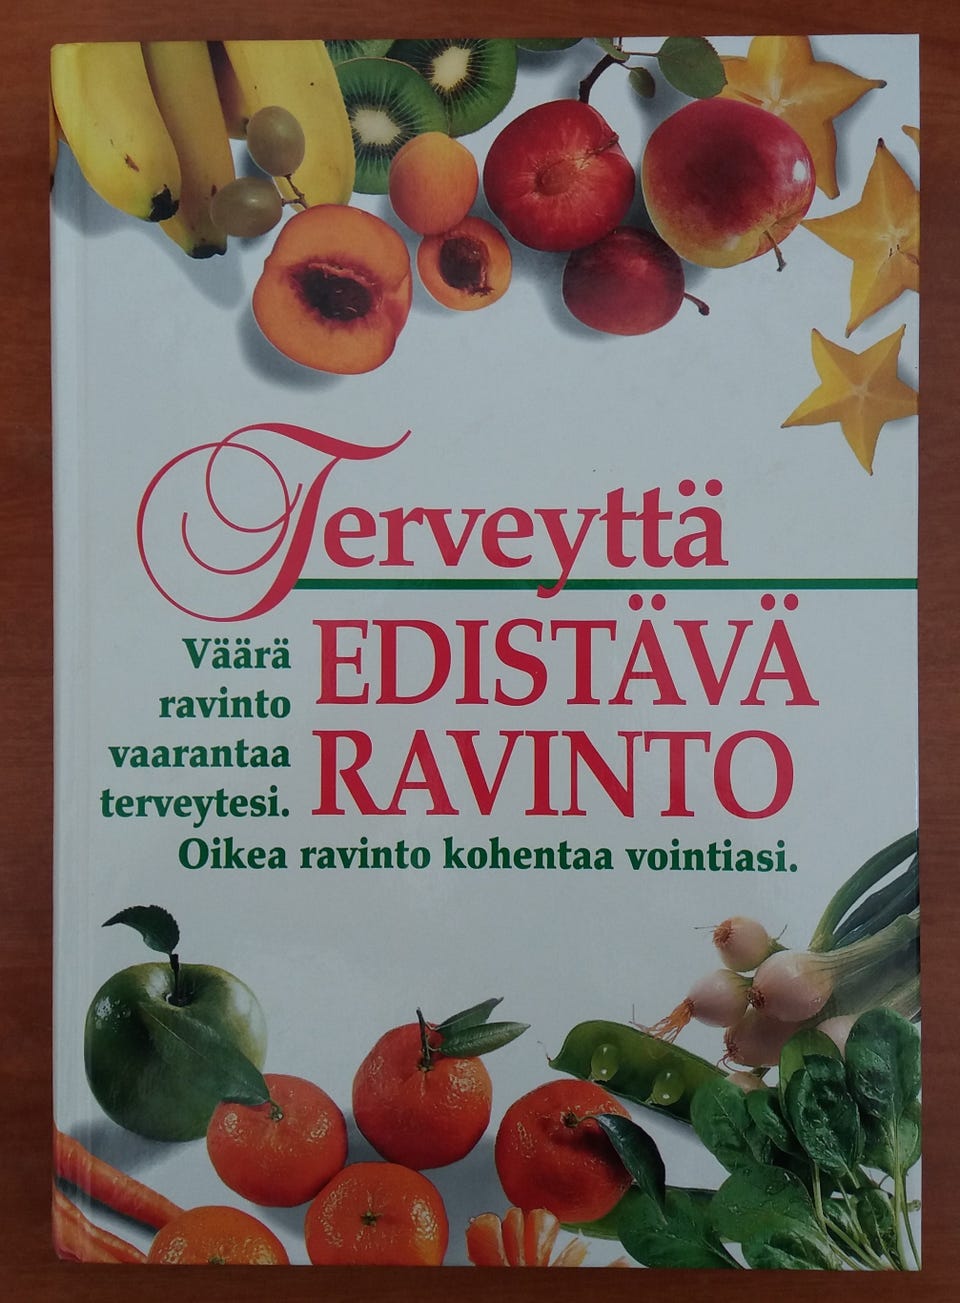 Terveyttä
EDISTÄVÄ
RAVINTO
Väärä
ravinto
vaarantaa
terveytesi.
Oikea ravinto kohentaa vointiasi.